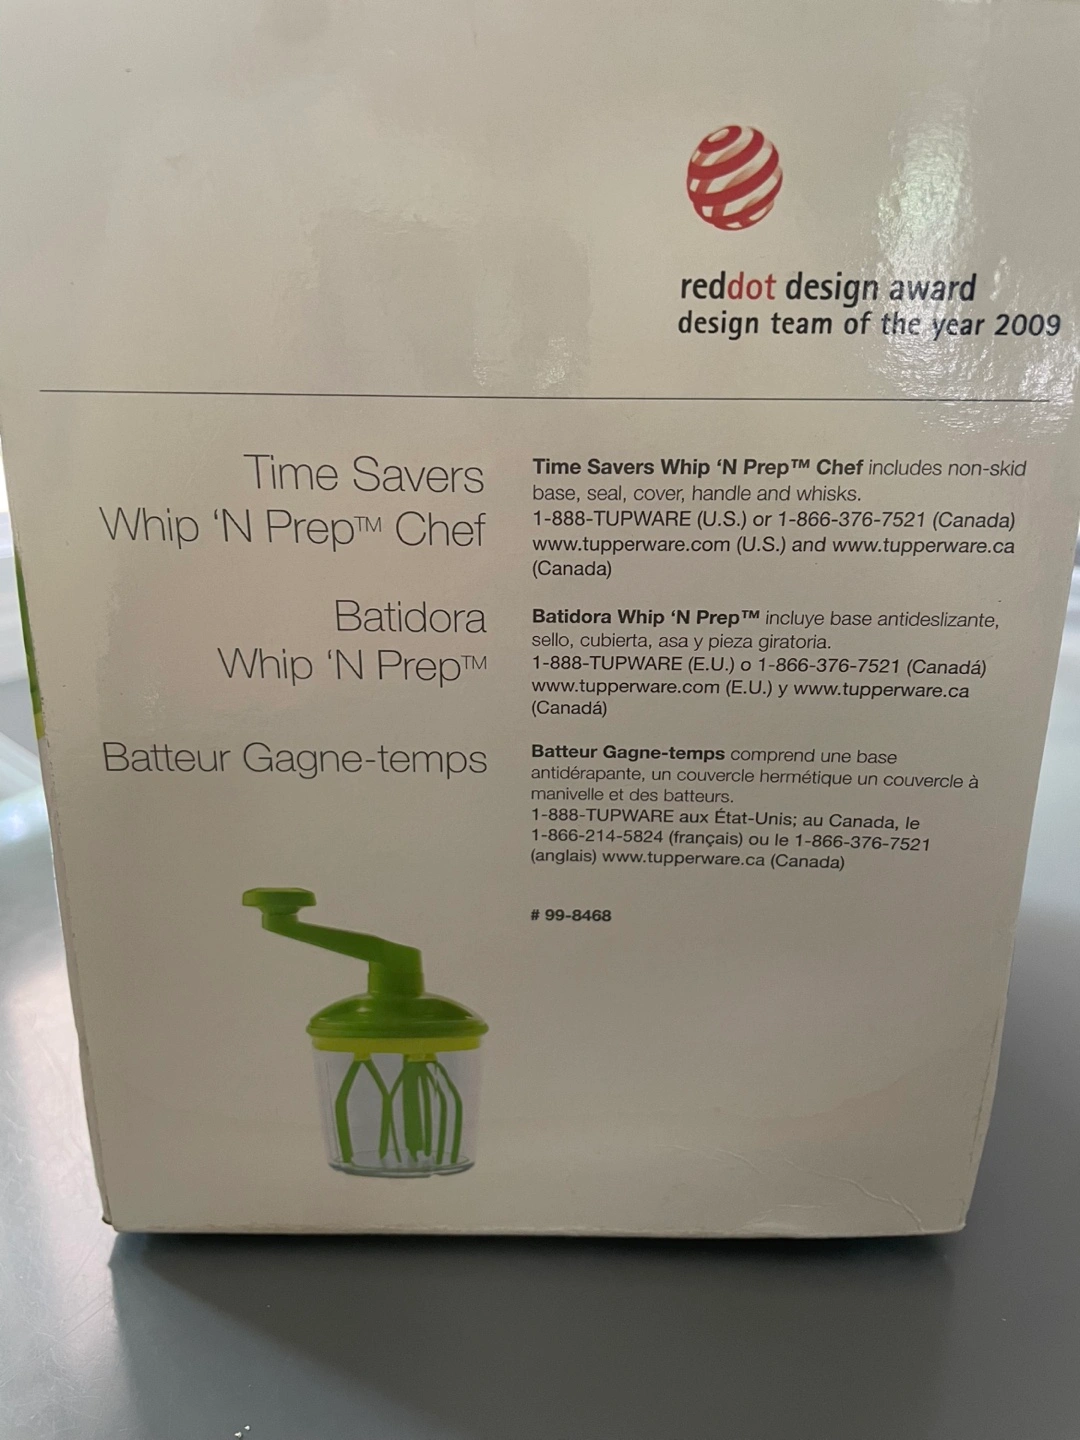 reddot design award
design team of the year 2009
Time Savers
Whip ‘N Prep™ Chef
Time Savers Whip ‘N Prep™ Chef includes non-skid
base, seal, cover, handle and whisks.
1-888-TUPWARE (U.S.) or 1-866-376-7521 (Canada)
www.tupperware.com (U.S.) and www.tupperware.ca
(Canada)
Batidora
Whip ‘N Prep™
Batidora Whip ‘N Prep™ incluye base antideslizante,
sello, cubierta, asa y pieza giratoria.
1-888-TUPWARE (E.U.) o 1-866-376-7521 (Canadá)
www.tupperware.com (E.U.) y www.tupperware.ca
(Canadá)
Batteur Gagne-temps
Batteur Gagne-temps comprend une base
antidérapante, un couvercle hermétique un couvercle à
manivelle et des batteurs.
1-888-TUPWARE aux État-Unis; au Canada, le
1-866-214-5824 (français) ou le 1-866-376-7521
(anglais) www.tupperware.ca (Canada)
# 99-8468